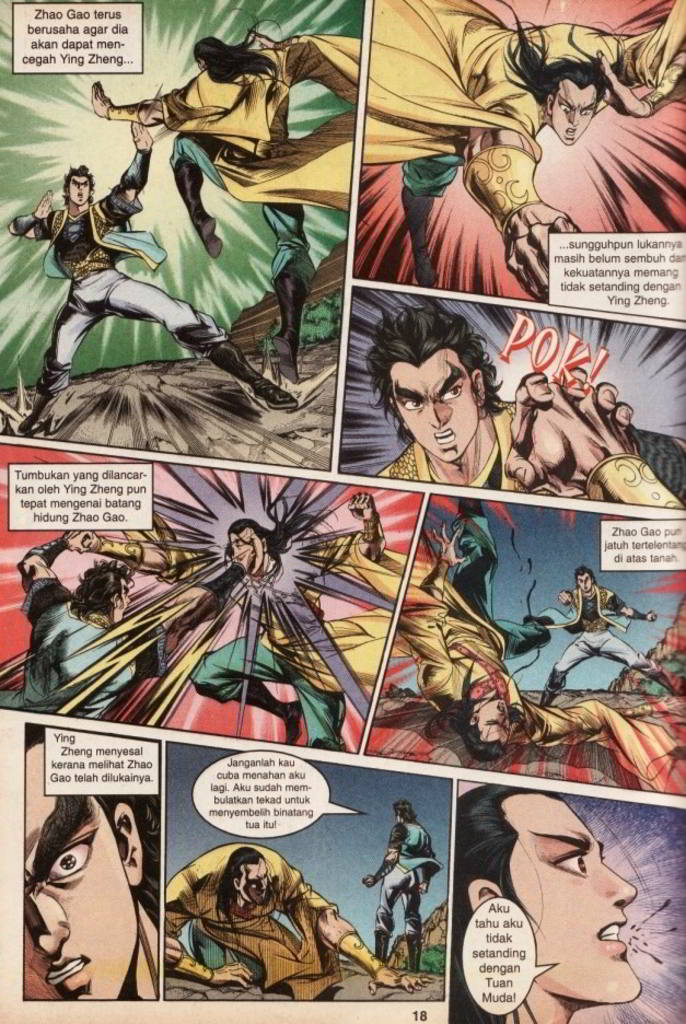 Zhao Gao terus
berusaha agar dia
akan dapat men-
cegah Ying Zheng...
...sungguhpun lukannya
masih belum sembuh dan
kekuatannya memang
tidak setanding dengan
Ying Zheng.
POK!
Tumbukan yang dilancar-
kan oleh Ying Zheng pun
tepat mengenai batang
hidung Zhao Gao.
Zhao Gao pun
jatuh tertelentang
di atas tanah.
Ying
Zheng menyesal
kerana melihat Zhao
Gao telah dilukainya.
Janganlah kau
cuba menahan aku
lagi. Aku sudah mem-
bulatkan tekad untuk
menyembelih binatang
tua itu!
Aku
tahu aku
tidak
setanding
dengan
Tuan
Muda!
18